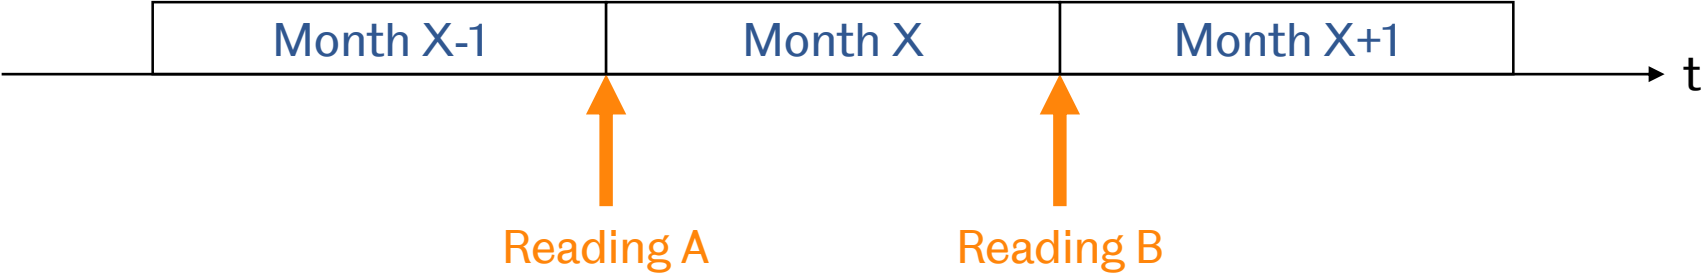 Month X-1
Month X
Month X+1
t
Reading A
Reading B